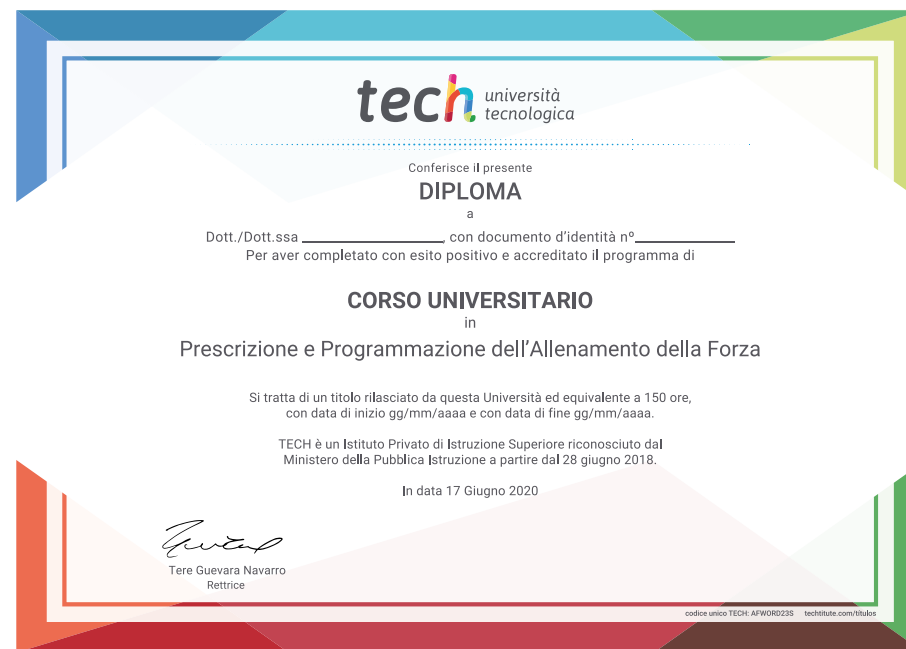 tech università
tecnologica
Conferisce il presente
DIPLOMA
a
Dott./Dott.ssa ______________, con documento d'identità nº__________
Per aver completato con esito positivo e accreditato il programma di
CORSO UNIVERSITARIO
in
Prescrizione e Programmazione dell'Allenamento della Forza
Si tratta di un titolo rilasciato da questa Università ed equivalente a 150 ore,
con data di inizio gg/mm/aaaa e con data di fine gg/mm/aaaa.
TECH è un Istituto Privato di Istruzione Superiore riconosciuto dal
Ministero della Pubblica Istruzione a partire dal 28 giugno 2018.
In data 17 Giugno 2020
Tere Guevara Navarro
Rettrice
codice unico TECH: AFWORD23S techtitute.com/títulos